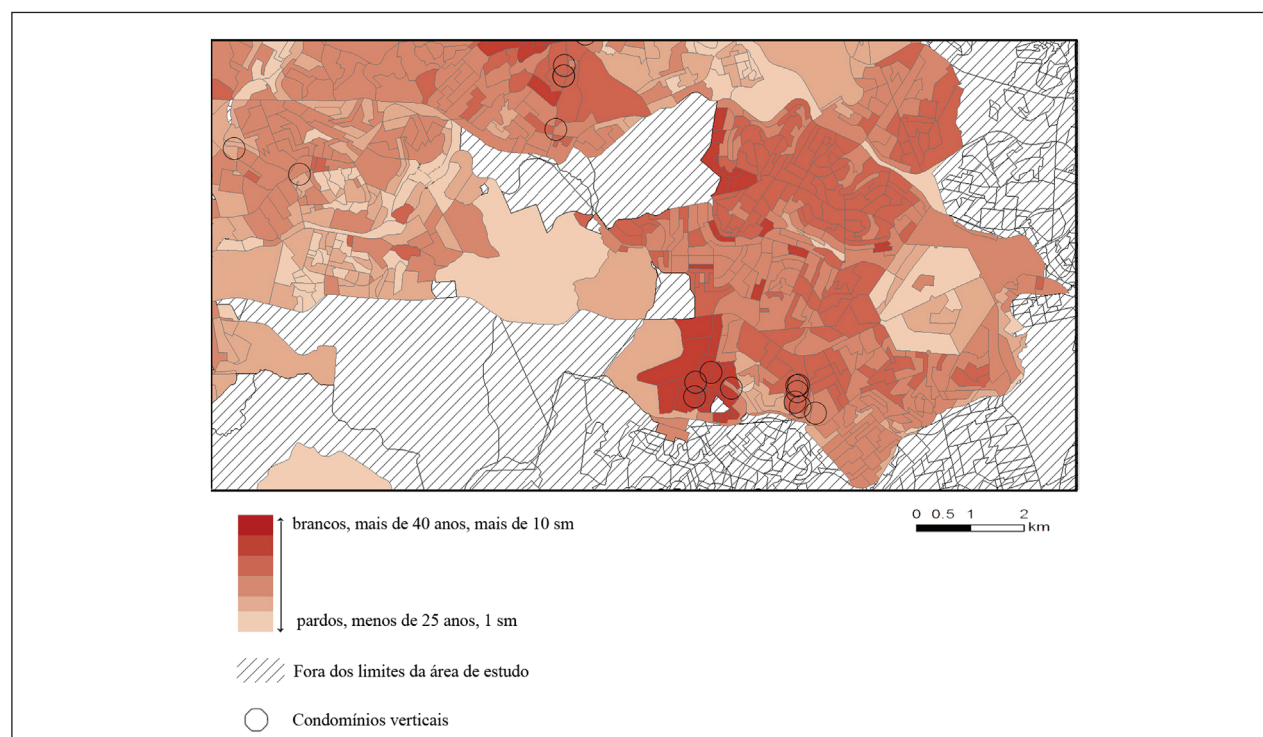 brancos, mais de 40 anos, mais de 10 sm
0 0.5 1 2
km
pardos, menos de 25 anos, 1 sm
Fora dos limites da área de estudo
Condomínios verticais